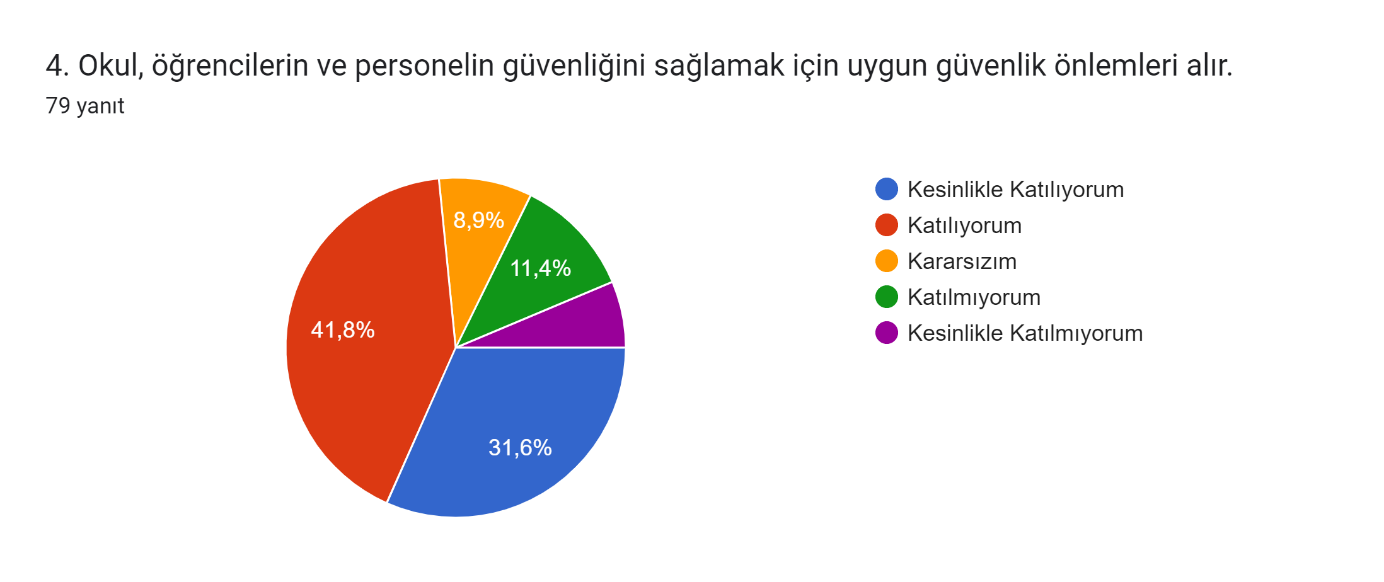 4. Okul, öğrencilerin ve personelin güvenliğini sağlamak için uygun güvenlik önlemleri alır.
79 yanıt
8,9%
11,4%
41,8%
31,6%
Kesinlikle Katılıyorum
Katılıyorum
Kararsızım
Katılmıyorum
Kesinlikle Katılmıyorum